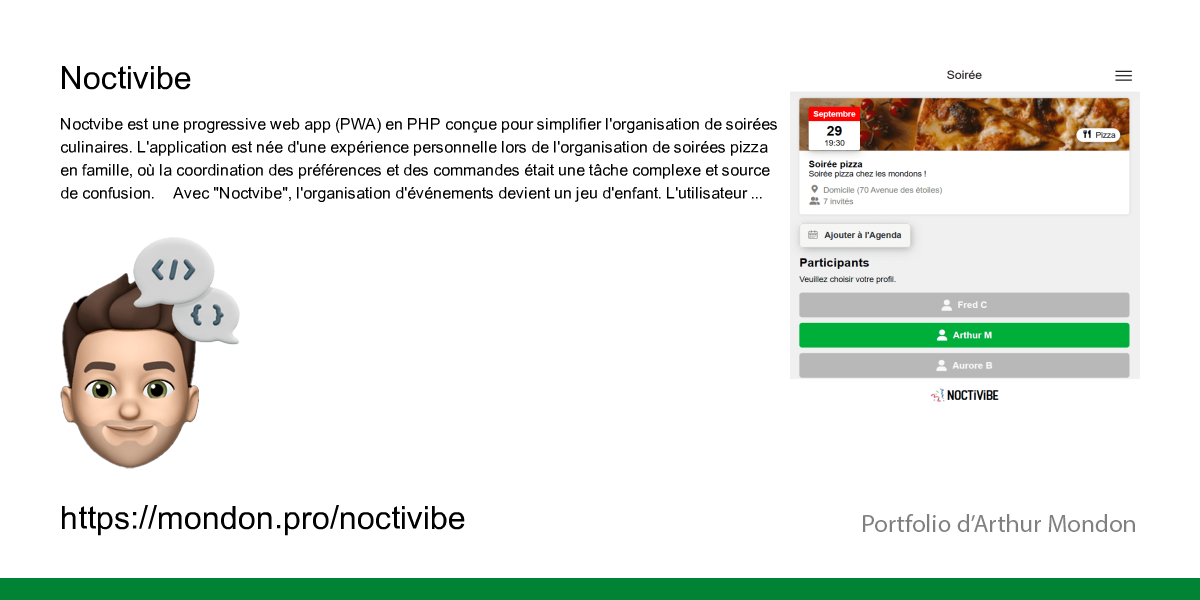 Noctivibe
Noctvibe est une progressive web app (PWA) en PHP conçue pour simplifier l'organisation de soirées
culinaires. L'application est née d'une expérience personnelle lors de l'organisation de soirées pizza
en famille, où la coordination des préférences et des commandes était une tâche complexe et source
de confusion. Avec "Noctvibe", l'organisation d'événements devient un jeu d'enfant. L'utilisateur ...
</>
{ }
https://mondon.pro/noctivibe
Soirée
Septembre
29
19:30
Pizza
Soirée pizza
Soirée pizza chez les mondons !
Domicile (70 Avenue des étoiles)
7 invités
Ajouter à l'Agenda
Participants
Veuillez choisir votre profil.
Fred C
Arthur M
Aurore B
NOCTIVIBE
Portfolio d'Arthur Mondon